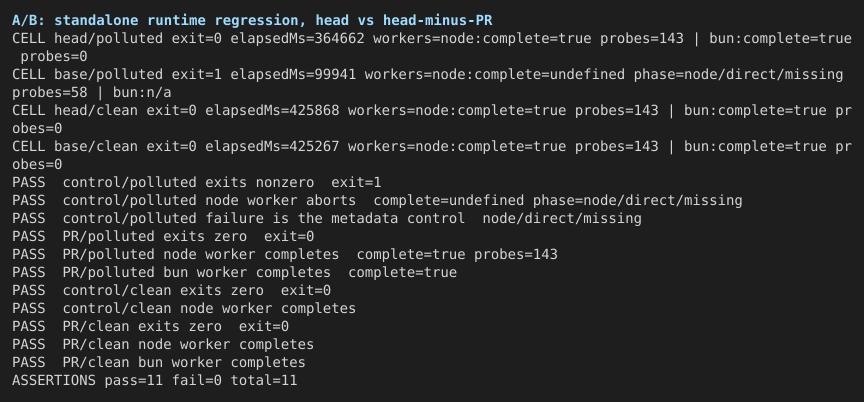 A/B: standalone runtime regression, head vs head-minus-PR
CELL head/polluted exit=0 elapsedMs=364662 workers=node:complete=true probes=143 | bun:complete=true
 probes=0
CELL base/polluted exit=1 elapsedMs=99941 workers=node:complete=undefined phase=node/direct/missing
probes=58 | bun:n/a
CELL head/clean exit=0 elapsedMs=425868 workers=node:complete=true probes=143 | bun:complete=true pr
obes=0
CELL base/clean exit=0 elapsedMs=425267 workers=node:complete=true probes=143 | bun:complete=true pr
obes=0
PASS  control/polluted exits nonzero  exit=1
PASS  control/polluted node worker aborts  complete=undefined phase=node/direct/missing
PASS  control/polluted failure is the metadata control  node/direct/missing
PASS  PR/polluted exits zero  exit=0
PASS  PR/polluted node worker completes  complete=true probes=143
PASS  PR/polluted bun worker completes  complete=true
PASS  control/clean exits zero  exit=0
PASS  control/clean node worker completes
PASS  PR/clean exits zero  exit=0
PASS  PR/clean node worker completes
PASS  PR/clean bun worker completes
ASSERTIONS pass=11 fail=0 total=11